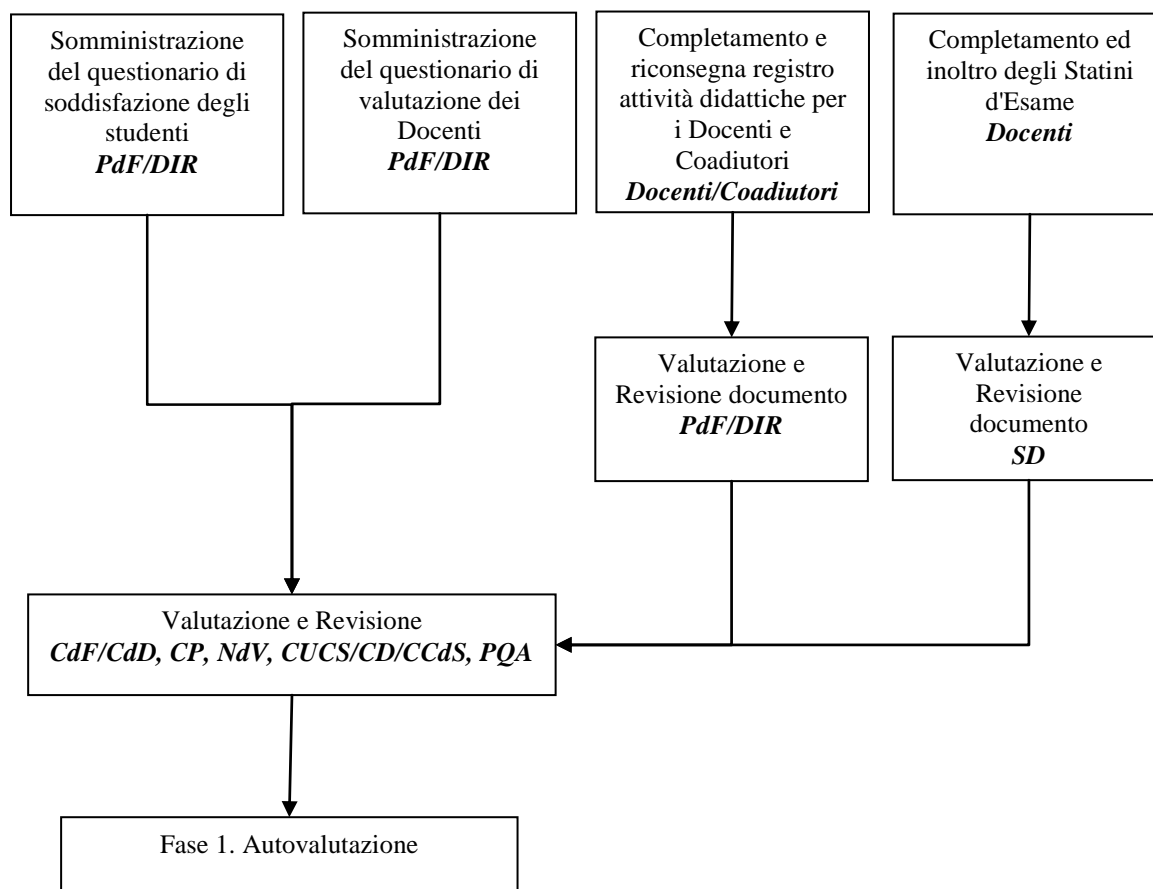 Somministrazione
del questionario di
soddisfazione degli
studenti
PdF/DIR
Somministrazione
del questionario di
valutazione dei
Docenti
PdF/DIR
Completamento e
riconsegna registro
attività didattiche per
i Docenti e
Coadiutori
Docenti/Coadiutori
Completamento ed
inoltro degli Statini
d'Esame
Docenti
Valutazione e
Revisione documento
PdF/DIR
Valutazione e
Revisione
documento
SD
Valutazione e Revisione
CdF/CdD, CP, NdV, CUCS/CD/CCdS, PQA
Fase 1. Autovalutazione